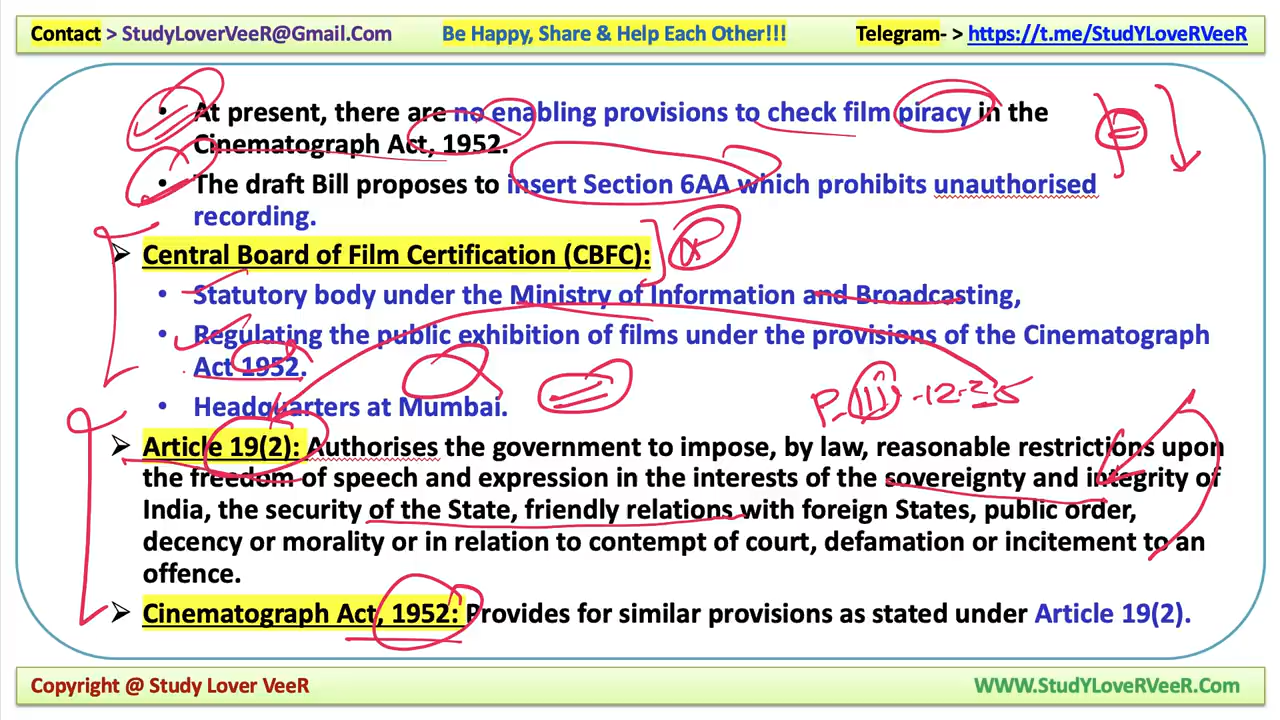 Contact > StudyLoverVeeR@Gmail.Com Be Happy, Share & Help Each Other!!! Telegram- > https://t.me/StudYLoveRVeeR
• At present, there are no enabling provisions to check film piracy in the
Cinematograph Act, 1952.
• The draft Bill proposes to insert Section 6AA which prohibits unauthorised
recording.
➢ Central Board of Film Certification (CBFC):
• Statutory body under the Ministry of Information and Broadcasting,
• Regulating the public exhibition of films under the provisions of the Cinematograph
Act 1952.
P-III-12-35
• Headquarters at Mumbai.
➢ Article 19(2): Authorises the government to impose, by law, reasonable restrictions upon
the freedom of speech and expression in the interests of the sovereignty and integrity of
India, the security of the State, friendly relations with foreign States, public order,
decency or morality or in relation to contempt of court, defamation or incitement to an
offence.
➢ Cinematograph Act, 1952: Provides for similar provisions as stated under Article 19(2).
Copyright @ Study Lover VeeR WWW.StudYLoveRVeeR.Com